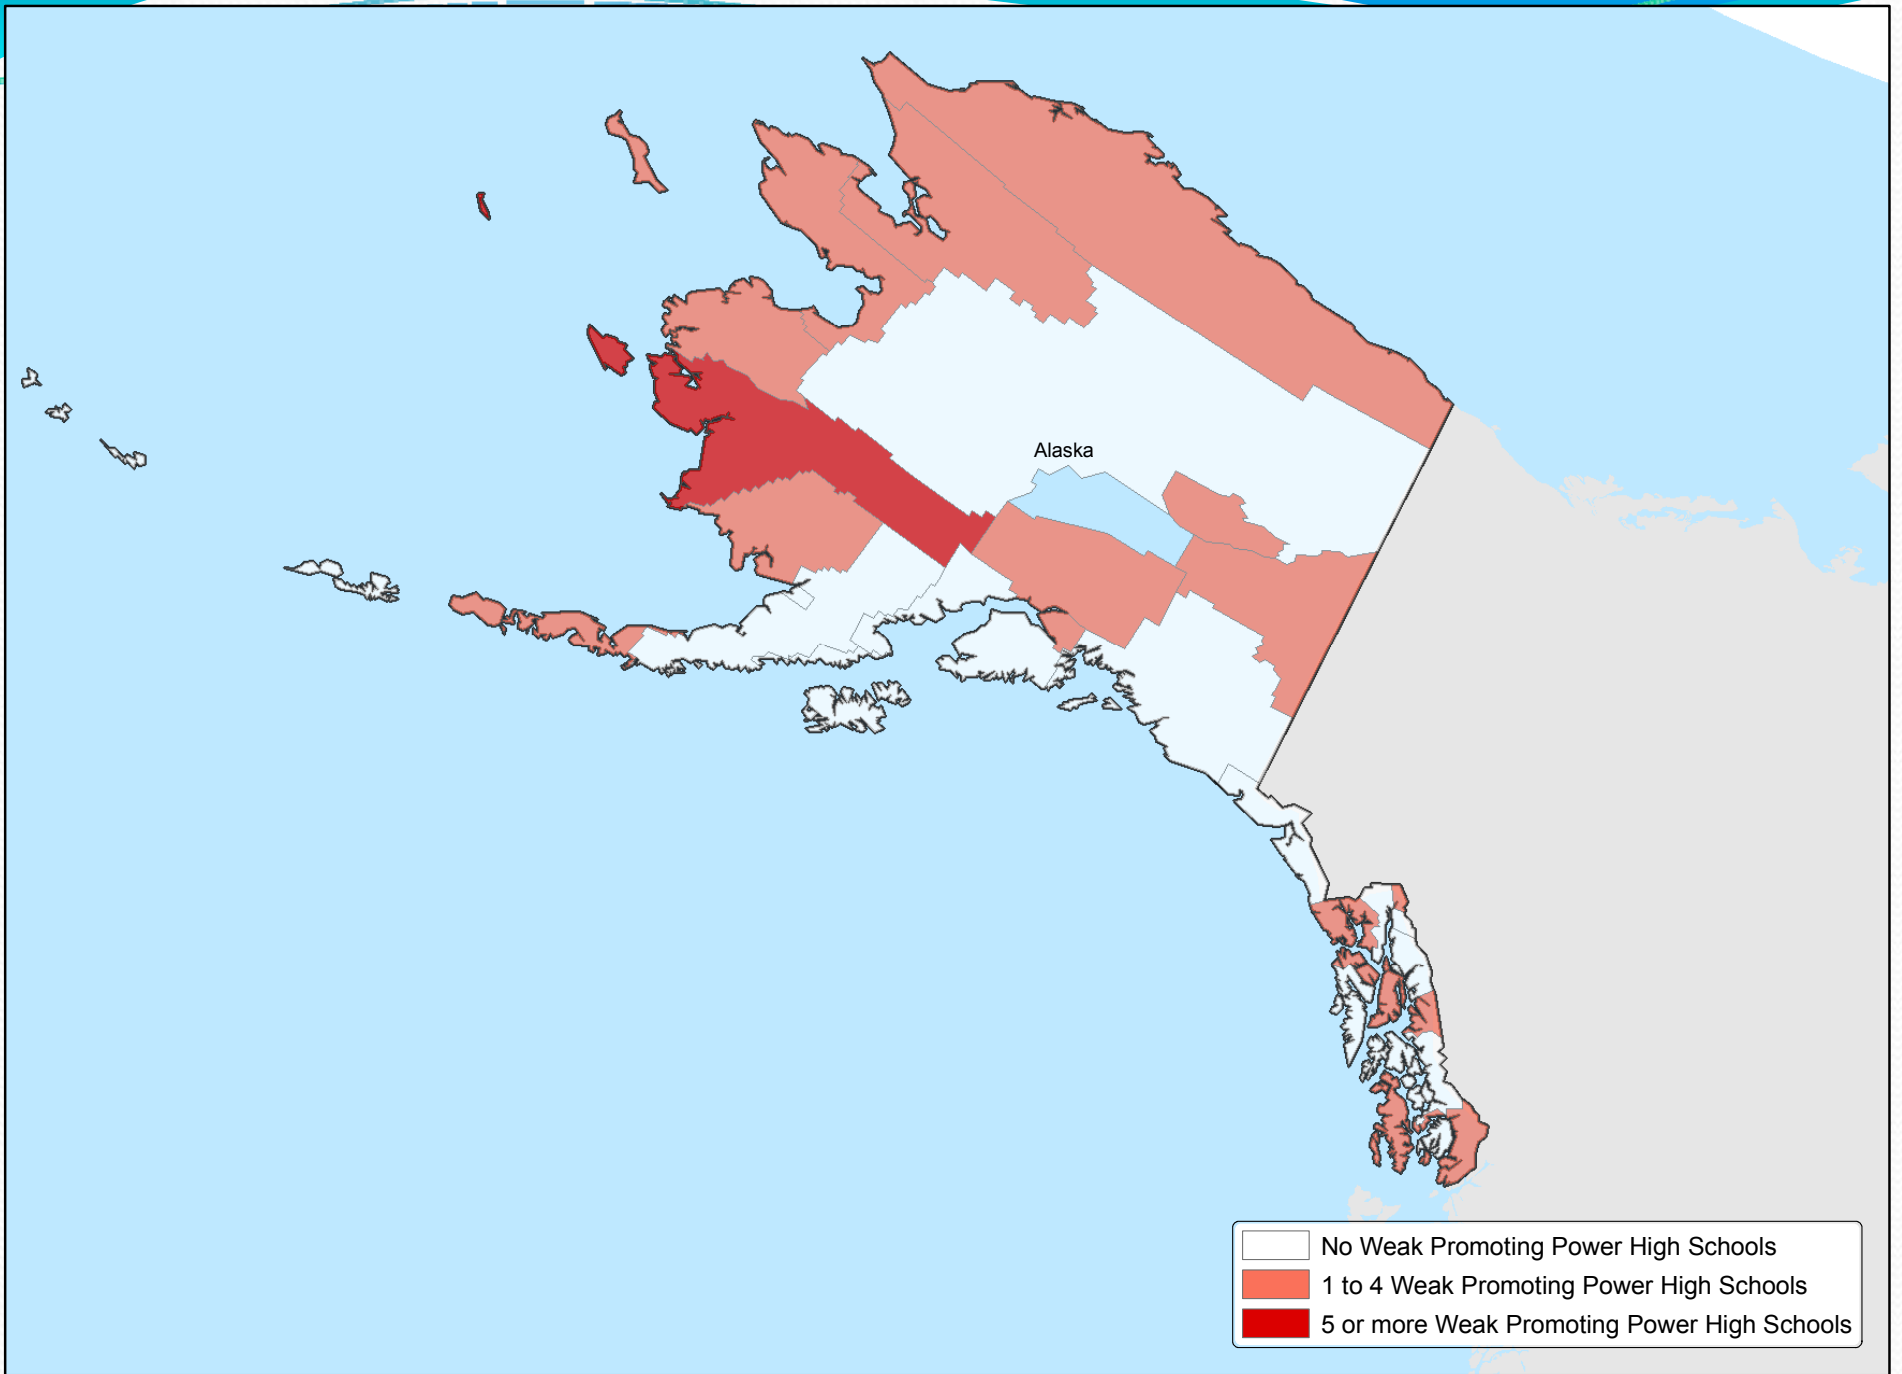 Alaska
No Weak Promoting Power High Schools
1 to 4 Weak Promoting Power High Schools
5 or more Weak Promoting Power High Schools